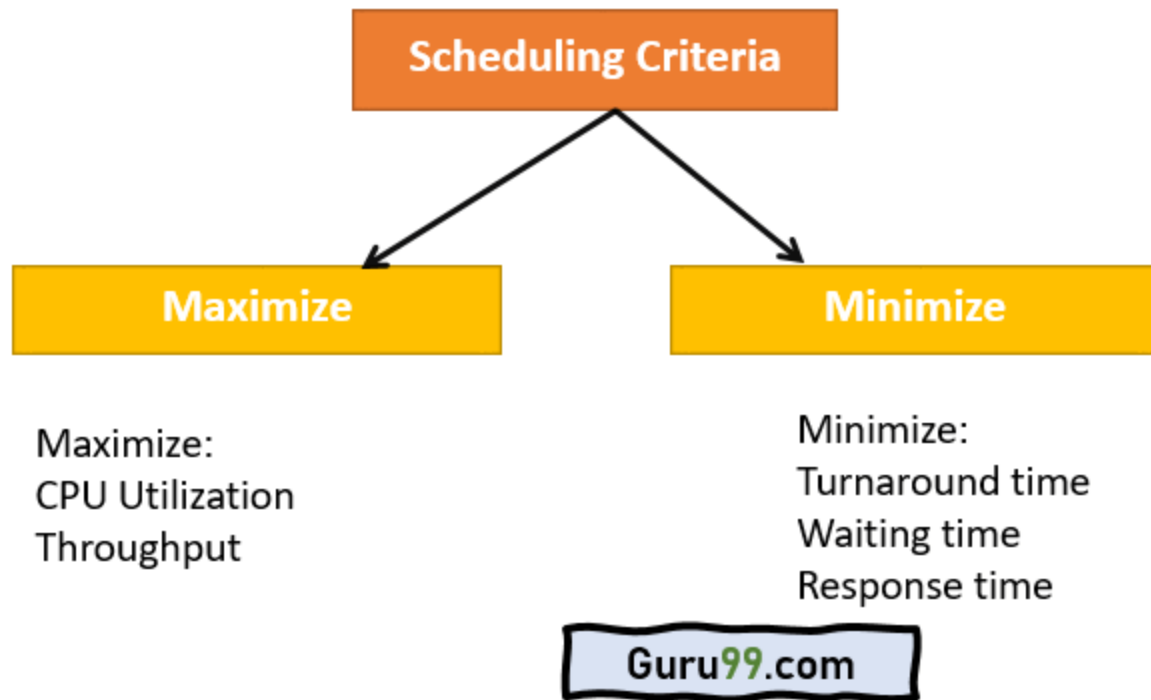 Scheduling Criteria
Maximize
Minimize
Maximize:
CPU Utilization
Throughput
Minimize:
Turnaround time
Waiting time
Response time
Guru99.com